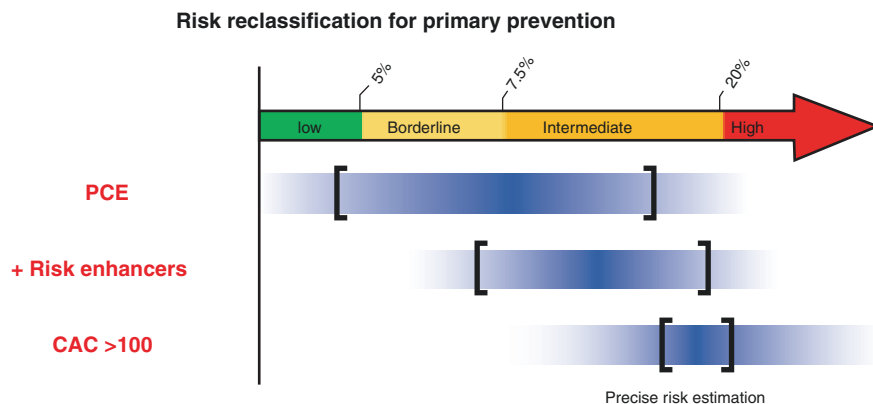 Risk reclassification for primary prevention
5%
7.5%
20%
low
Borderline
Intermediate
High
PCE
+ Risk enhancers
CAC >100
Precise risk estimation